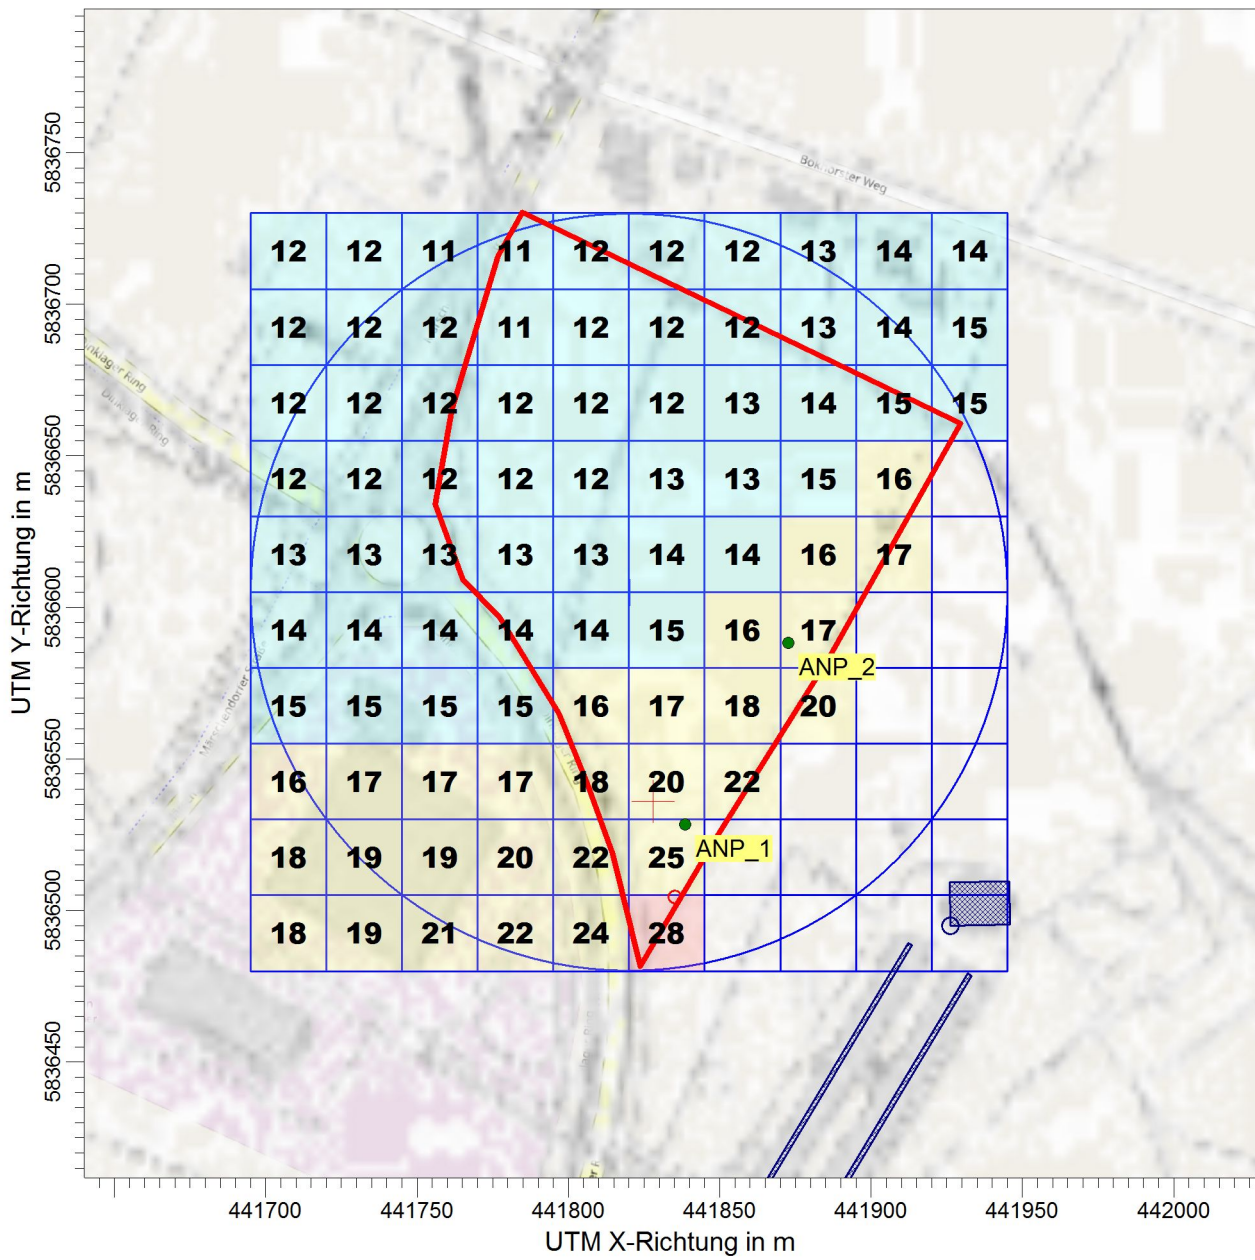 5836750
5836700
5836650
5836600
5836550
5836500
5836450
UTM Y-Richtung in m
Bokhorster Weg
12 12 11 11 12 12 12 13 14 14
12 12 12 11 12 12 12 13 14 15
12 12 12 12 12 12 13 14 15 15
12 12 12 12 12 13 13 15 16
13 13 13 13 13 14 14 16 17
14 14 14 14 14 15 16 17
ANP_2
15 15 15 15 16 17 18 20
16 17 17 17 18 20 22
ANP_1
18 19 19 20 22 25
18 19 21 22 24 28
441700 441750 441800 441850 441900 441950 442000
UTM X-Richtung in m